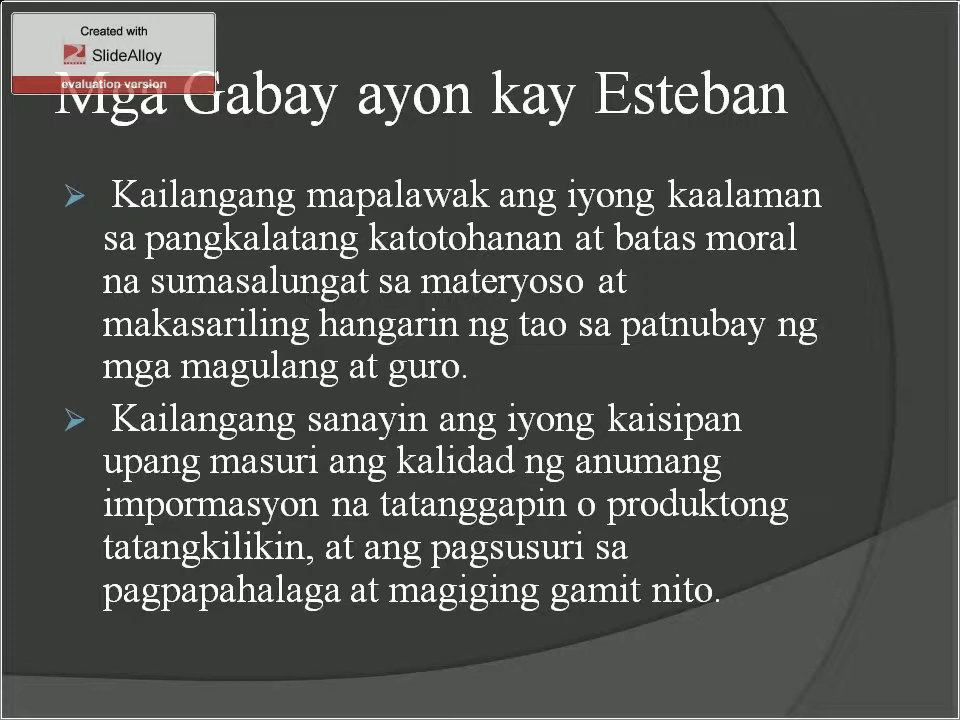 Created with
SlideAlloy
evaluation version
Mga Gabay ayon kay Esteban
Kailangang mapalawak ang iyong kaalaman
sa pangkalatang katotohanan at batas moral
na sumasalungat sa materyoso at
makasariling hangarin ng tao sa patnubay ng
mga magulang at guro.
Kailangang sanayin ang iyong kaisipan
upang masuri ang kalidad ng anumang
impormasyon na tatanggapin o produktong
tatangkilikin, at ang pagsusuri sa
pagpapahalaga at magiging gamit nito.